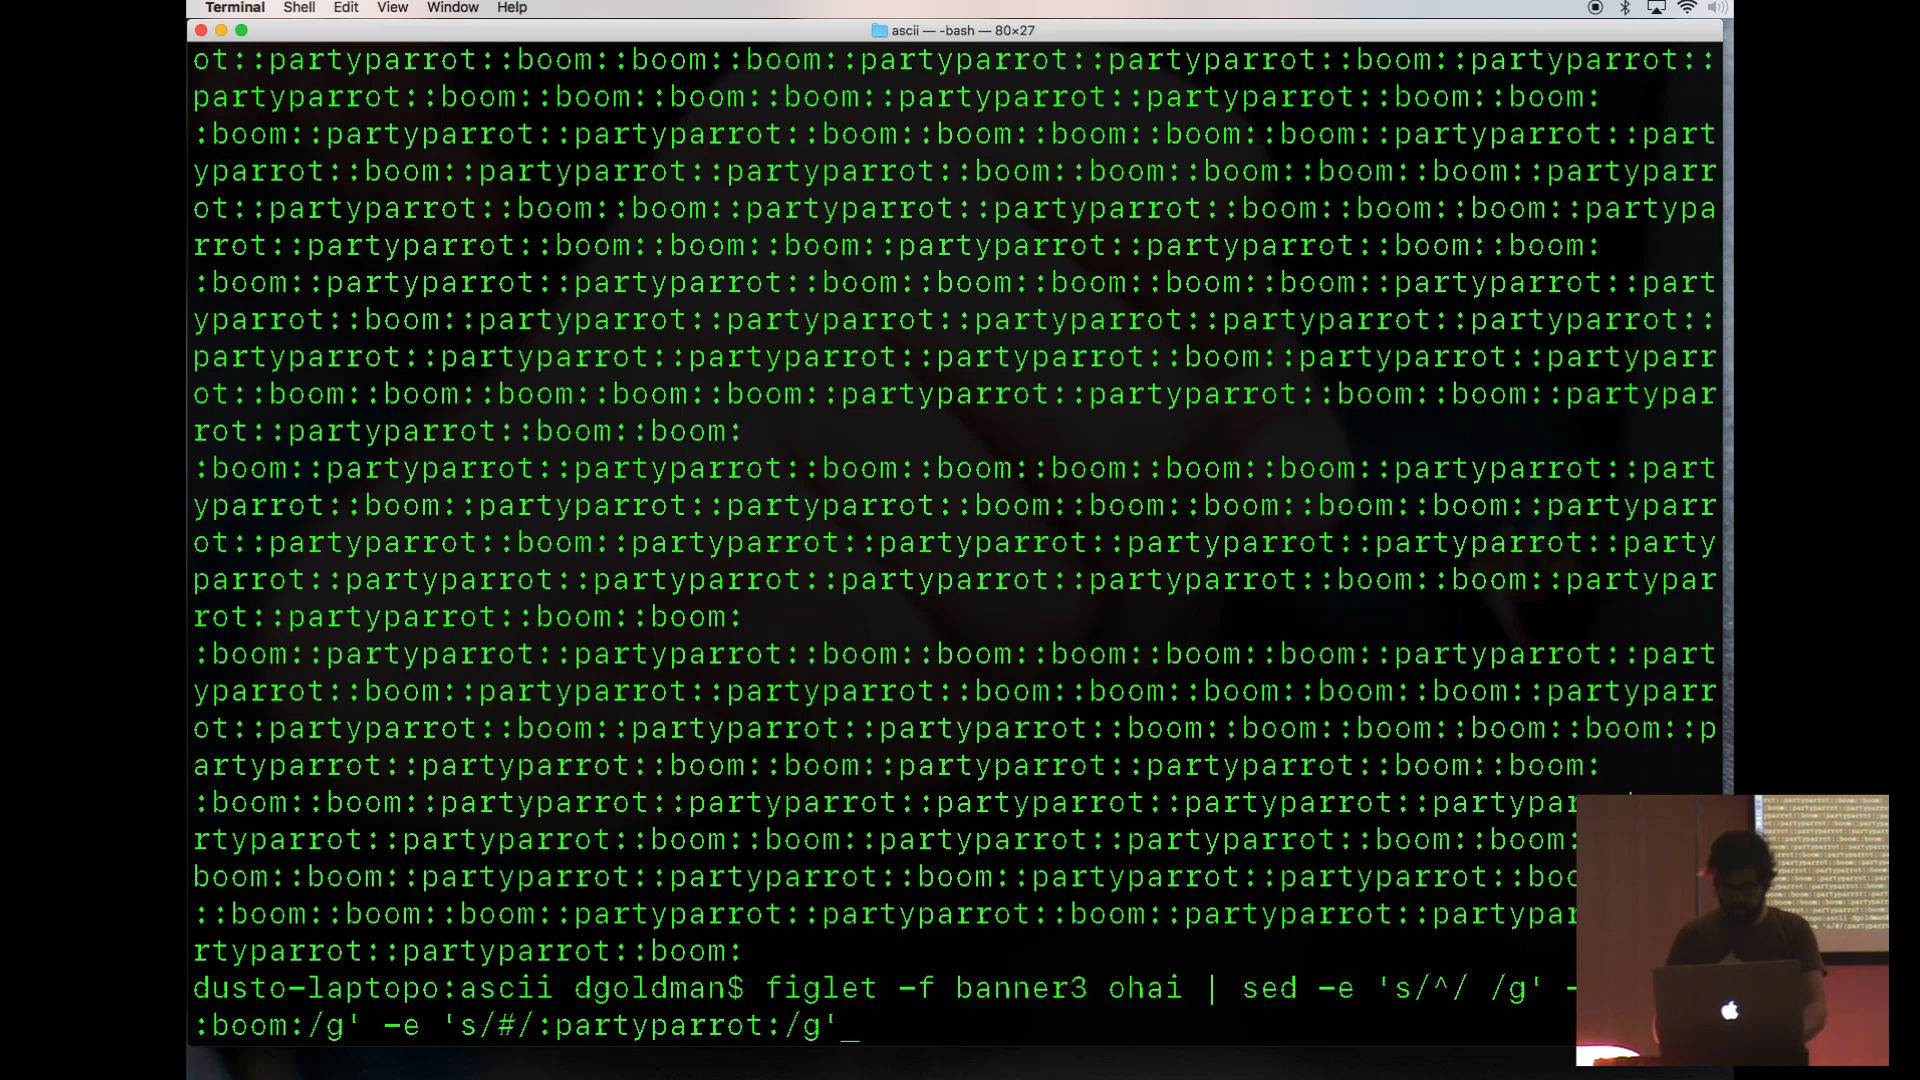 Terminal Shell Edit View Window Help
ascii — -bash — 80×27
ot::partyparrot::boom::boom::boom::partyparrot::partyparrot::boom::partyparrot::
partyparrot::boom::boom::boom::boom::partyparrot::partyparrot::boom::boom:
:boom::partyparrot::partyparrot::boom::boom::boom::boom::boom::partyparrot::part
yparrot::boom::partyparrot::partyparrot::boom::boom::boom::boom::boom::partyparr
ot::partyparrot::boom::boom::partyparrot::partyparrot::boom::boom::boom::partypa
rrot::partyparrot::boom::boom::boom::partyparrot::partyparrot::boom::boom:
:boom::partyparrot::partyparrot::boom::boom::boom::boom::boom::partyparrot::part
yparrot::boom::partyparrot::partyparrot::partyparrot::partyparrot::partyparrot::
partyparrot::partyparrot::partyparrot::partyparrot::boom::partyparrot::partyparr
ot::boom::boom::boom::boom::boom::partyparrot::partyparrot::boom::boom::partypar
rot::partyparrot::boom::boom:
:boom::partyparrot::partyparrot::boom::boom::boom::boom::boom::partyparrot::part
yparrot::boom::partyparrot::partyparrot::boom::boom::boom::boom::boom::partyparr
ot::partyparrot::boom::partyparrot::partyparrot::partyparrot::partyparrot::party
parrot::partyparrot::partyparrot::partyparrot::partyparrot::boom::boom::partypar
rot::partyparrot::boom::boom:
:boom::partyparrot::partyparrot::boom::boom::boom::boom::boom::partyparrot::part
yparrot::boom::partyparrot::partyparrot::boom::boom::boom::boom::boom::partyparr
ot::partyparrot::boom::partyparrot::partyparrot::boom::boom::boom::boom::boom::p
artyparrot::partyparrot::boom::boom::partyparrot::partyparrot::boom::boom:
:boom::boom::partyparrot::partyparrot::partyparrot::partyparrot::partypar
rtyparrot::partyparrot::boom::boom::partyparrot::partyparrot::boom::boom:
boom::boom::partyparrot::partyparrot::boom::partyparrot::partyparrot::boo
::boom::boom::boom::partyparrot::partyparrot::boom::partyparrot::partypar
rtyparrot::partyparrot::boom:
dusto-laptopo:ascii dgoldman$ figlet -f banner3 ohai | sed -e 's/^/ /g' -
:boom:/g' -e 's/#/:partyparrot:/g'_